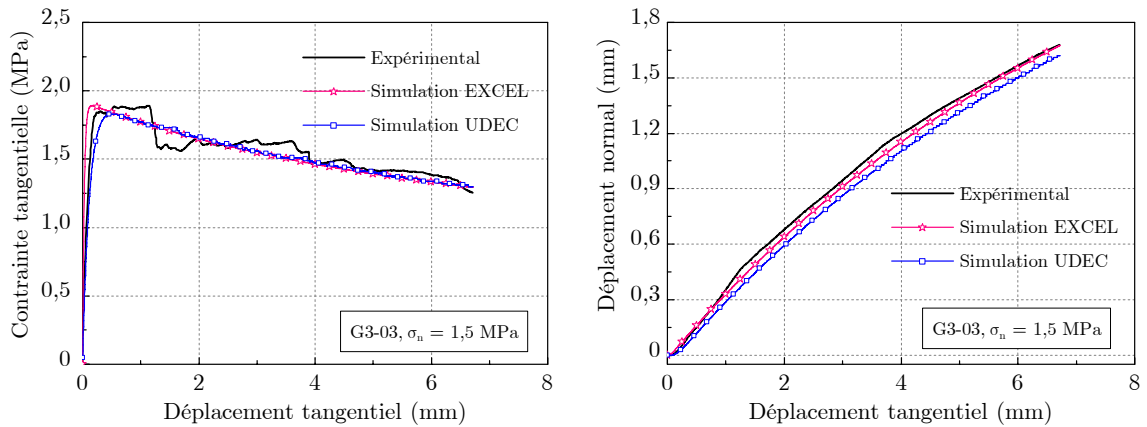 Contrainte tangentielle (MPa)
2,5
2,0
1,5
1,0
0,5
0
Expérimental
Simulation EXCEL
Simulation UDEC
G3-03, σn = 1,5 MPa
0 2 4 6 8
Déplacement tangentiel (mm)
Déplacement normal (mm)
1,8
1,5
1,2
0,9
0,6
0,3
0
Expérimental
Simulation EXCEL
Simulation UDEC
G3-03, σn = 1,5 MPa
0 2 4 6 8
Déplacement tangentiel (mm)